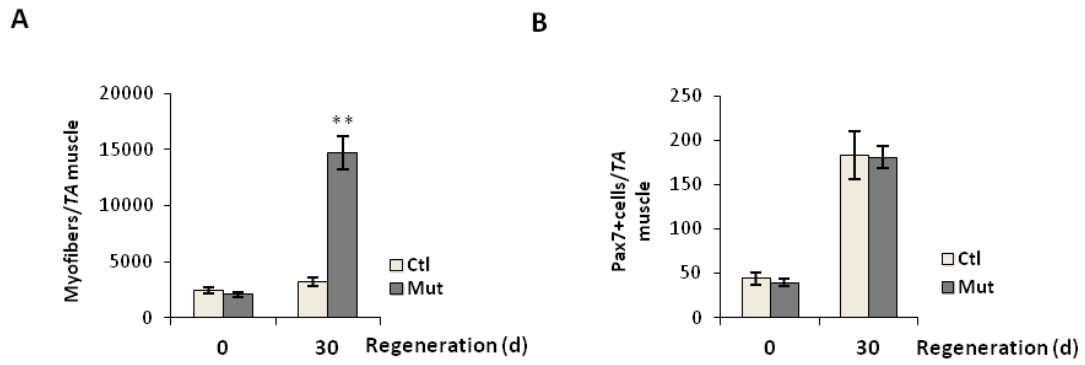 A
Myofibers/TA muscle
20000
15000
10000
5000
0
**
Ctl
Mut
0
30
Regeneration (d)
B
Pax7+cells/TA
muscle
250
200
150
100
50
0
Ctl
Mut
0
30
Regeneration (d)